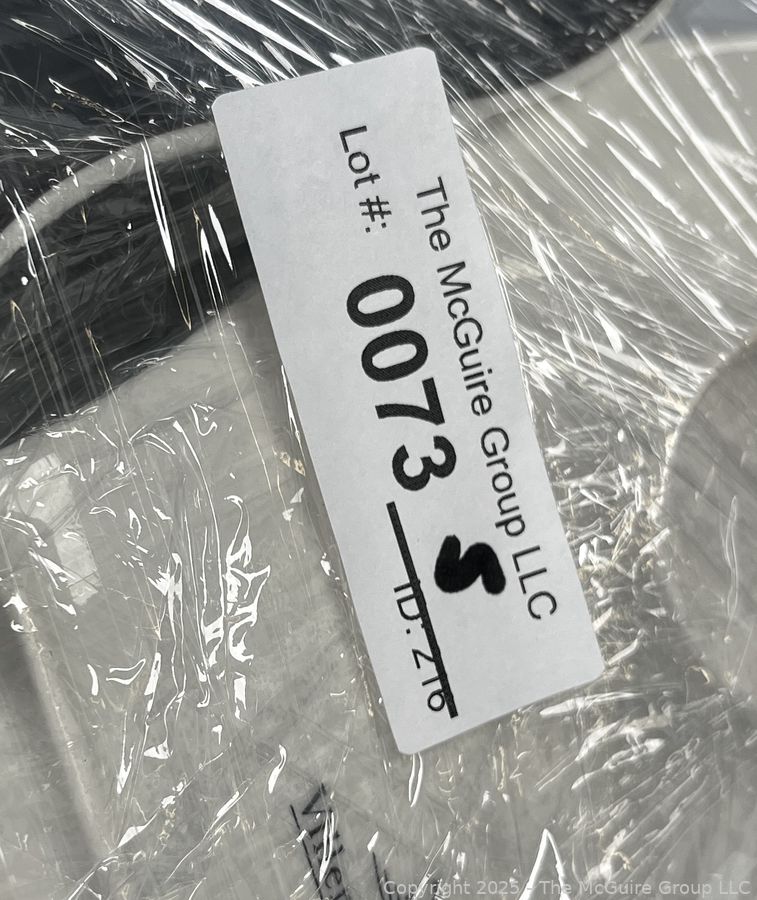 The McGuire Group LLC
Lot #: 0073 S
ID: 216
Copyright 2025 - The McGuire Group LLC